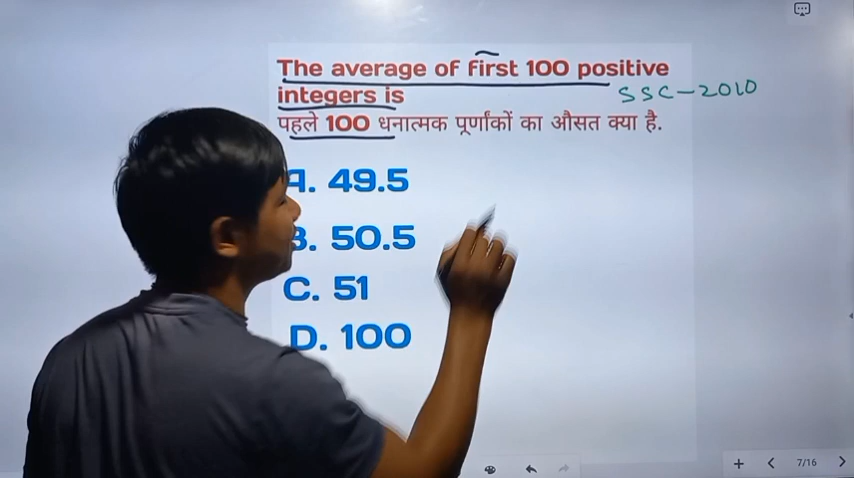 The average of first 100 positive
integers is
SSC-2010
पहले 100 धनात्मक पूर्णांकों का औसत क्या है.
A. 49.5
B. 50.5
C. 51
D. 100
7/16